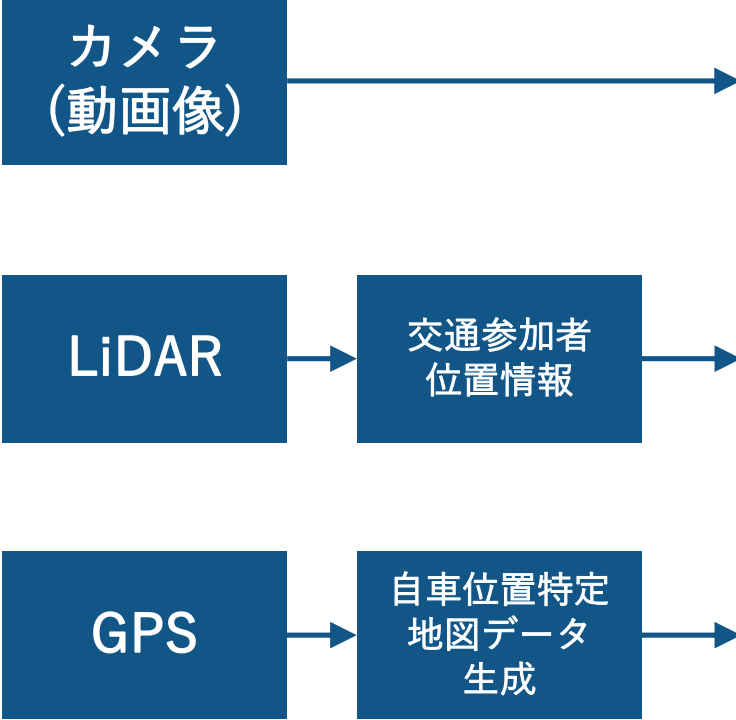 カメラ
(動画像)
LiDAR
交通参加者
位置情報
GPS
自車位置特定
地図データ
生成